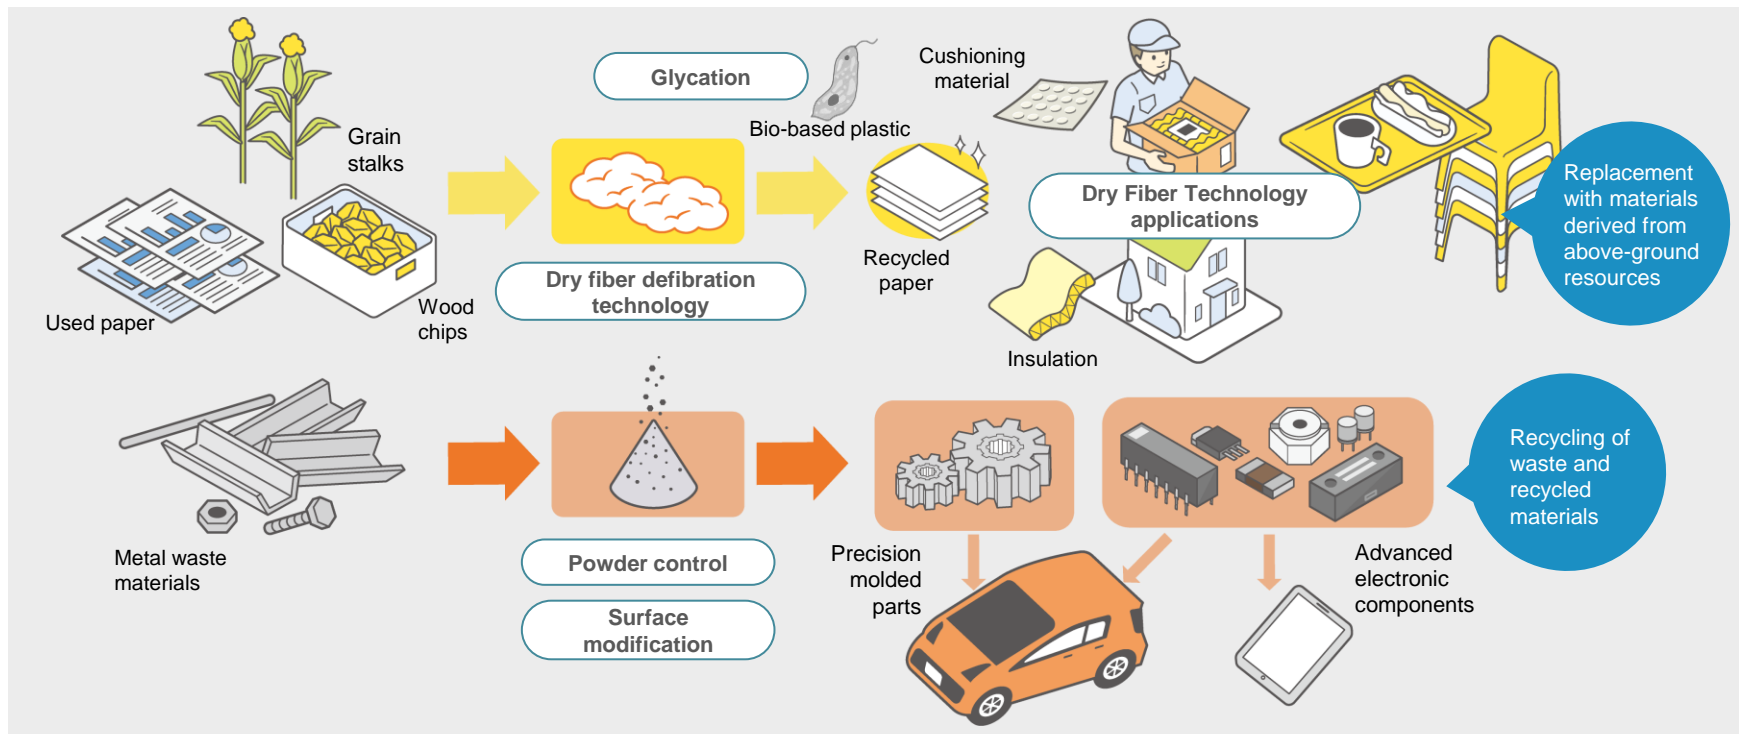 Grain
stalks
Used paper
Wood
chips
Glycation
Bio-based plastic
Dry fiber defibration
technology
Recycled
paper
Cushioning
material
Dry Fiber Technology
applications
Insulation
Replacement
with materials
derived from
above-ground
resources
Metal waste
materials
Powder control
Surface
modification
Precision
molded
parts
Advanced
electronic
components
Recycling of
waste and
recycled
materials